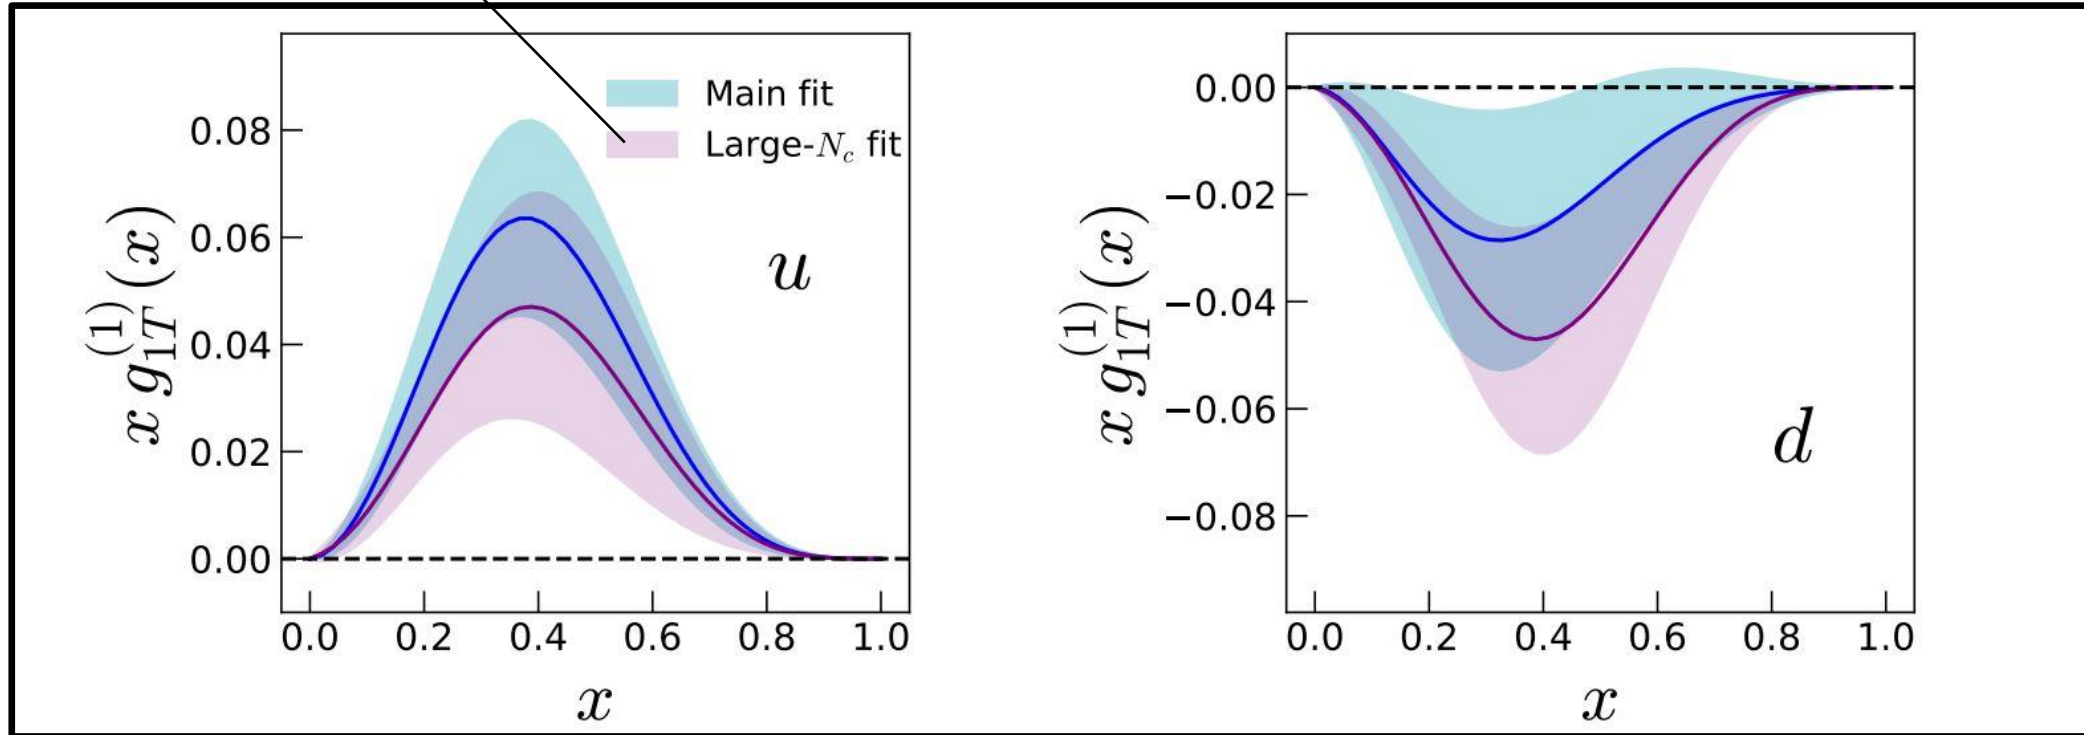 Main fit
Large-N_c fit
0.08
0.06
0.04
0.02
0.00
x g_{1T}^{(1)}(x)
u
0.0 0.2 0.4 0.6 0.8 1.0
x
0.00
−0.02
−0.04
−0.06
−0.08
x g_{1T}^{(1)}(x)
d
0.0 0.2 0.4 0.6 0.8 1.0
x